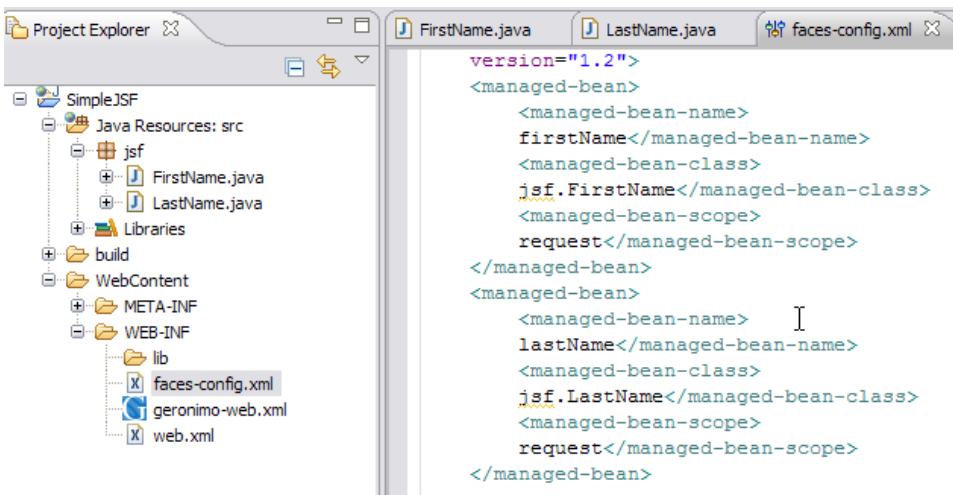 Project Explorer
SimpleJSF
Java Resources: src
jsf
FirstName.java
LastName.java
Libraries
build
WebContent
META-INF
WEB-INF
lib
faces-config.xml
geronimo-web.xml
web.xml
FirstName.java LastName.java faces-config.xml
version="1.2">
<managed-bean>
<managed-bean-name>
firstName</managed-bean-name>
<managed-bean-class>
jsf.FirstName</managed-bean-class>
<managed-bean-scope>
request</managed-bean-scope>
</managed-bean>
<managed-bean>
<managed-bean-name>
lastName</managed-bean-name>
<managed-bean-class>
jsf.LastName</managed-bean-class>
<managed-bean-scope>
request</managed-bean-scope>
</managed-bean>